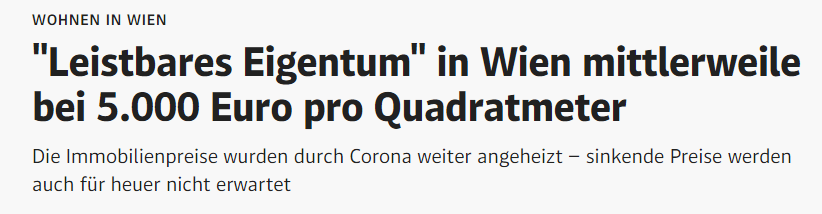 WOHNEN IN WIEN
"Leistbares Eigentum" in Wien mittlerweile
bei 5.000 Euro pro Quadratmeter
Die Immobilienpreise wurden durch Corona weiter angeheizt – sinkende Preise werden
auch für heuer nicht erwartet